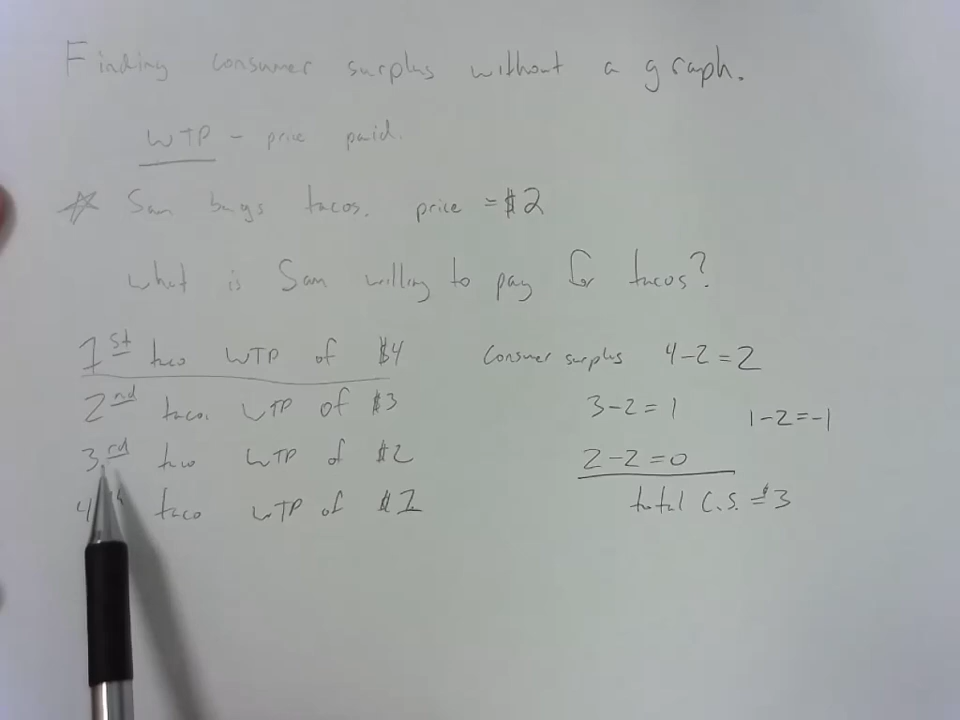 Finding consumer surplus without a graph.
WTP - price paid.
☆ Sam buys tacos. price = $2
what is Sam willing to pay for tacos?
1st taco WTP of $4 Consumer surplus 4-2=2
2nd taco. WTP of $3 3-2=1 1-2=-1
3rd taco WTP of $2 2-2=0
4th taco WTP of $1 total C.S. = $3